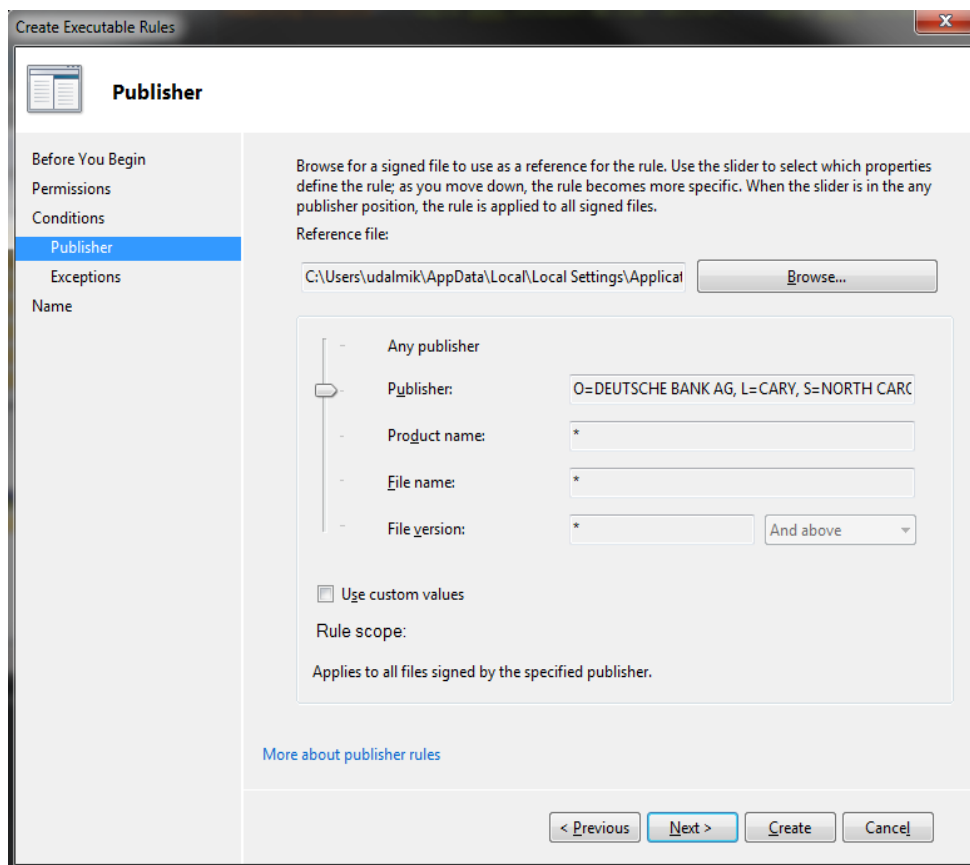 Create Executable Rules
x
Publisher
Before You Begin
Permissions
Conditions
Publisher
Exceptions
Name
Browse for a signed file to use as a reference for the rule. Use the slider to select which properties
define the rule; as you move down, the rule becomes more specific. When the slider is in the any
publisher position, the rule is applied to all signed files.
Reference file:
C:\Users\udalmik\AppData\Local\Local Settings\Applicat
Browse...
Any publisher
Publisher:
O=DEUTSCHE BANK AG, L=CARY, S=NORTH CARO
Product name:
*
File name:
*
File version:
*
And above
Use custom values
Rule scope:
Applies to all files signed by the specified publisher.
More about publisher rules
< Previous
Next >
Create
Cancel